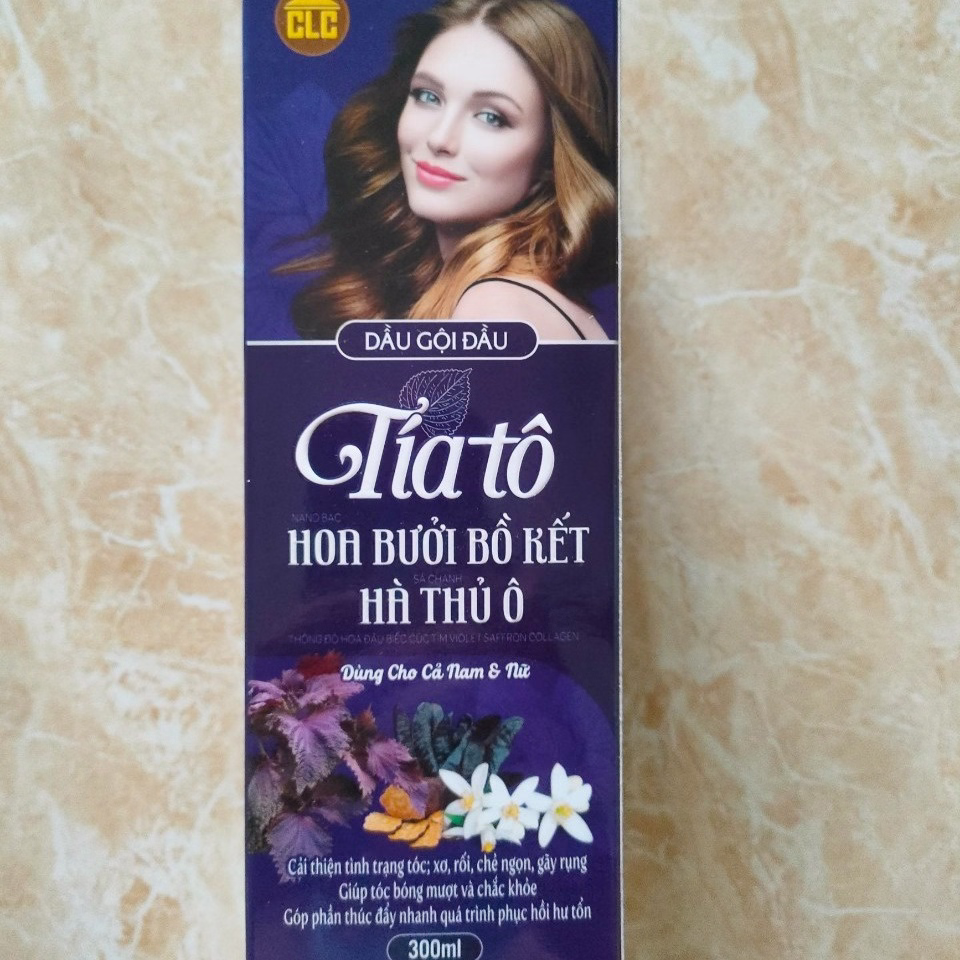 CLC
DẦU GỘI ĐẦU
Tía tô
NANO BẠC
HOA BƯỞI BỒ KẾT
SẢ CHANH
HÀ THỦ Ô
THÔNG ĐỎ HOA ĐẬU BIẾC CÚC TÍM VIOLET SAFFRON COLLAGEN
Dùng Cho Cả Nam & Nữ
Cải thiện tình trạng tóc; xơ, rối, chẻ ngọn, gãy rụng
Giúp tóc bóng mượt và chắc khỏe
Góp phần thúc đẩy nhanh quá trình phục hồi hư tổn
300ml